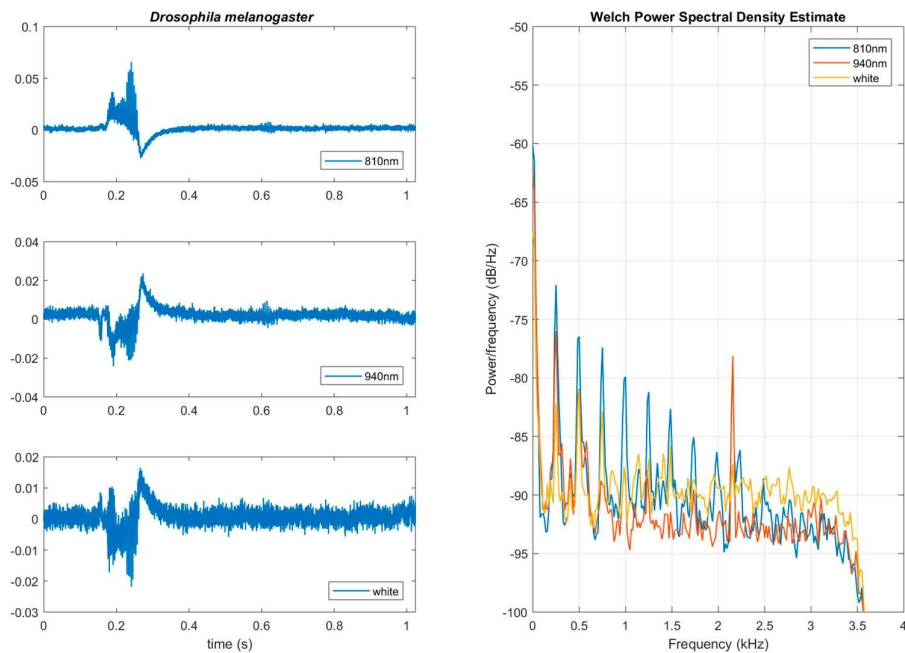 Drosophila melanogaster
0.1
0.05
0
-0.05
810nm
0 0.2 0.4 0.6 0.8 1
0.04
0.02
0
-0.02
-0.04
940nm
0 0.2 0.4 0.6 0.8 1
0.02
0.01
0
-0.01
-0.02
-0.03
white
0 0.2 0.4 0.6 0.8 1
time (s)
Welch Power Spectral Density Estimate
810nm
940nm
white
Power/frequency (dB/Hz)
-50
-55
-60
-65
-70
-75
-80
-85
-90
-95
-100
0 0.5 1 1.5 2 2.5 3 3.5 4
Frequency (kHz)